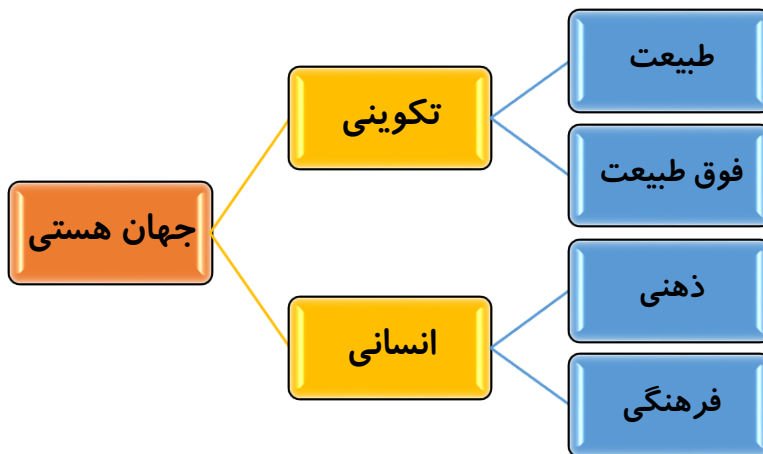 جهان هستی
تکوینی
طبیعت
فوق طبیعت
انسانی
ذهنی
فرهنگی